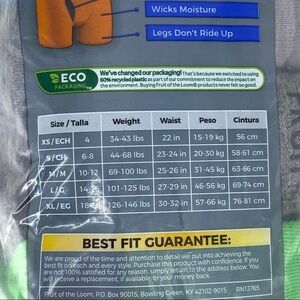 Wicks Moisture
Legs Don't Ride Up
ECO
PACKAGING
We've changed our packaging! That's because we switched to using
60% recycled plastic as part of our commitment to reduce the impact on
the environment. Buying Fruit of the Loom® products never felt so good.
Size / Talla Weight Waist Peso Cintura
XS/ECH 4 34-43 lbs 22 in 15-19 kg 56 cm
S/CH 6-8 44-68 lbs 23-24 in 20-30 kg 58-61 cm
M/M 10-12 69-100 lbs 25-26 in 31-45 kg 63-66 cm
L/G 14-16 101-125 lbs 27-29 in 46-56 kg 69-74 cm
XL/EG 18-20 126-146 lbs 30-32 in 57-66 kg 76-81 cm
BEST FIT GUARANTEE:
We are proud of the time and attention to detail we put into achieving the
best fit on each and every style. Purchase this product with confidence. If you
are not 100% satisfied for any reason, simply return to the address below. You
will receive a replacement, if available, or your money back.
Fruit of the Loom, P.O. Box 90015, Bowling Green, KY 42102-9015 RN13765